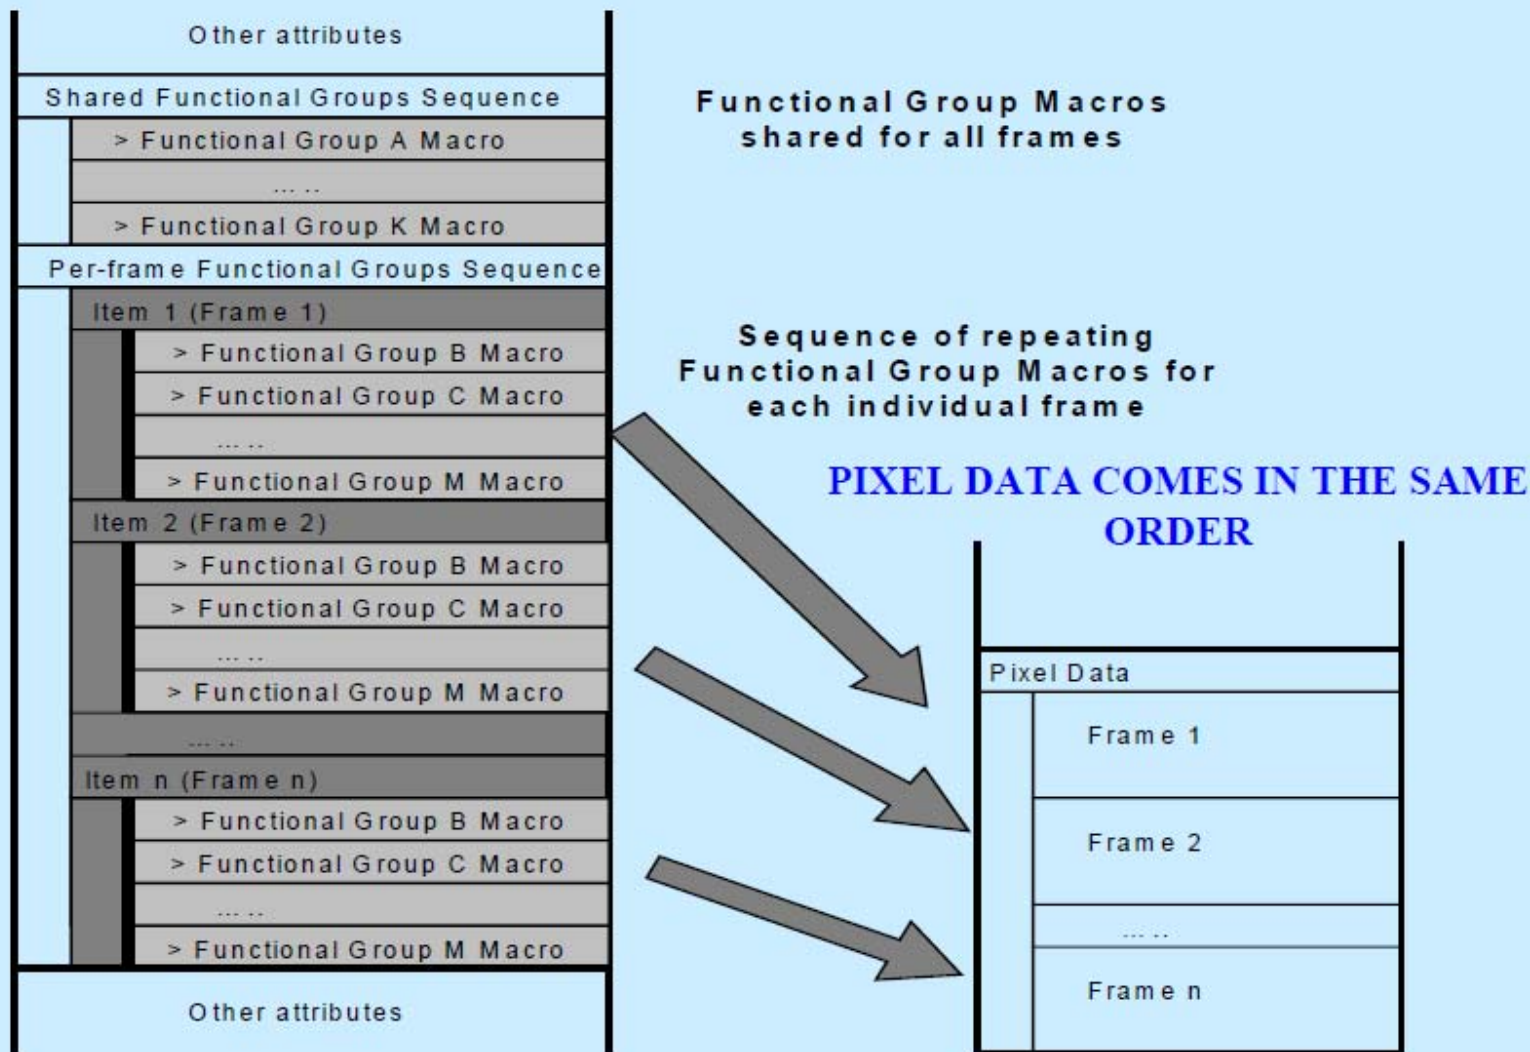 Other attributes
Shared Functional Groups Sequence
> Functional Group A Macro
... ..
> Functional Group K Macro
Per-frame Functional Groups Sequence
Item 1 (Frame 1)
> Functional Group B Macro
> Functional Group C Macro
... ..
> Functional Group M Macro
Item 2 (Frame 2)
> Functional Group B Macro
> Functional Group C Macro
... ..
> Functional Group M Macro
... ..
Item n (Frame n)
> Functional Group B Macro
> Functional Group C Macro
... ..
> Functional Group M Macro
Other attributes
Functional Group Macros
shared for all frames
Sequence of repeating
Functional Group Macros for
each individual frame
PIXEL DATA COMES IN THE SAME
ORDER
Pixel Data
Frame 1
Frame 2
... ..
Frame n